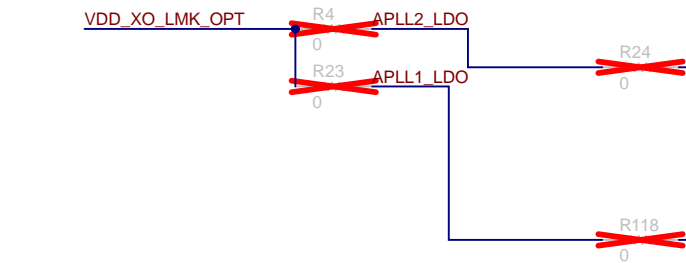 VDD_XO_LMK_OPT
R4
APLL2_LDO
0
R24
0
R23
APLL1_LDO
0
R118
0